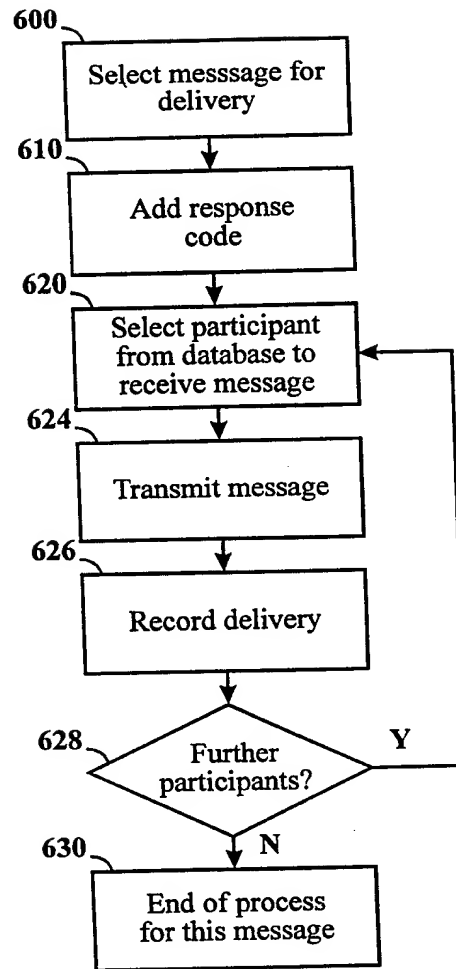 600
Select messsage for
delivery
610
Add response
code
620
Select participant
from database to
receive message
624
Transmit message
626
Record delivery
628
Further
participants?
Y
N
630
End of process
for this message